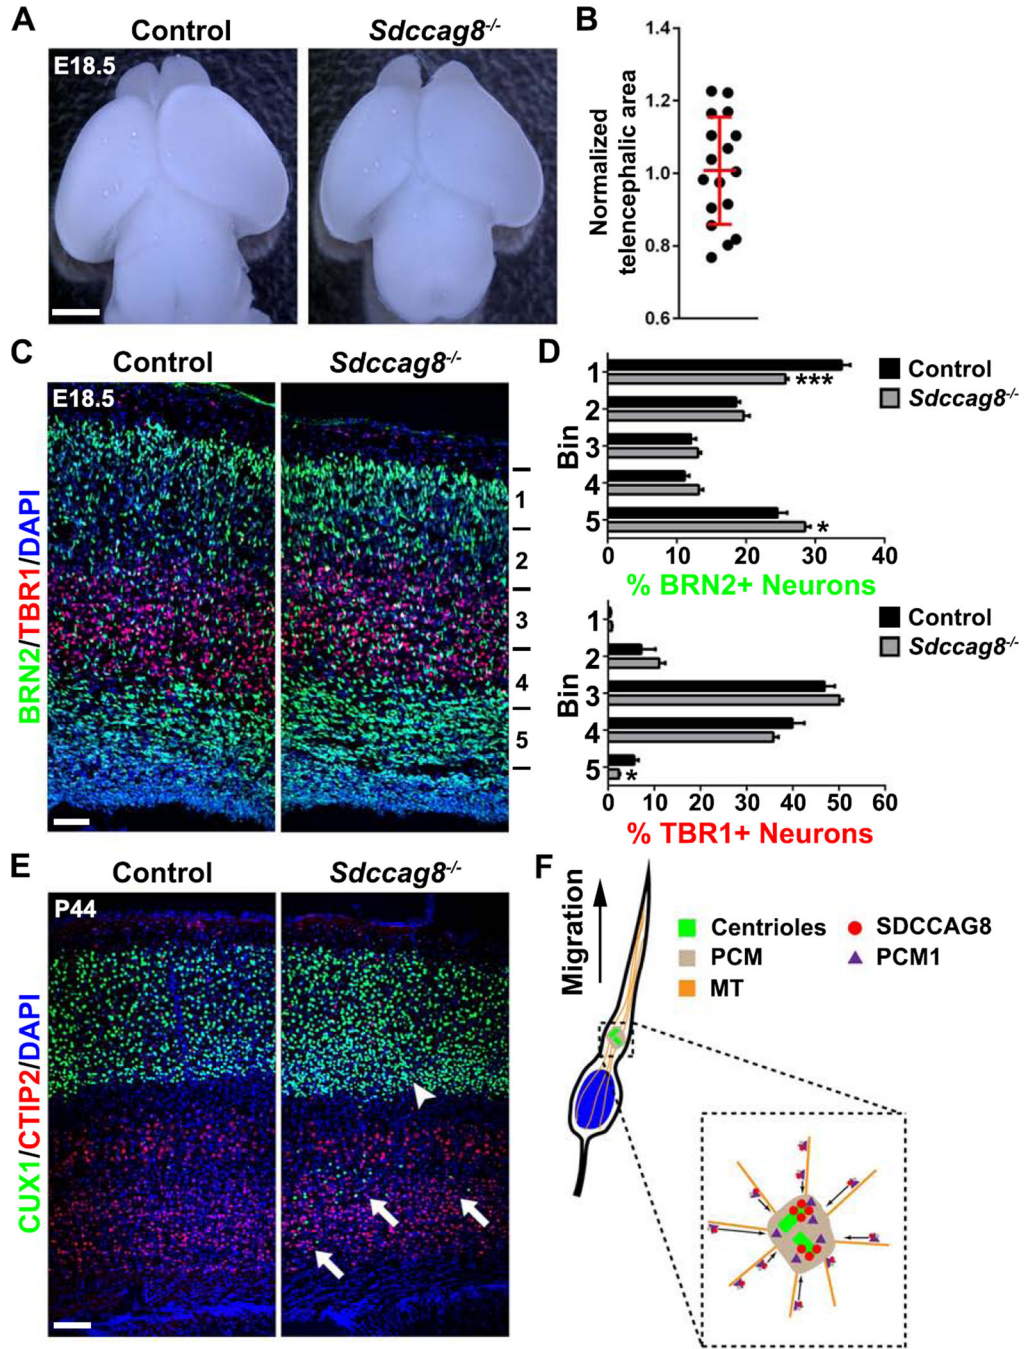 A
Control
Sdccag8-/-
E18.5
B
Normalized
telencephalic area
1.4
1.2
1.0
0.8
0.6
C
Control
Sdccag8-/-
E18.5
BRN2/TBR1/DAPI
1
2
3
4
5
D
Bin
1
2
3
4
5
***
*
Control
Sdccag8-/-
0 10 20 30 40
% BRN2+ Neurons
Bin
1
2
3
4
5
*
Control
Sdccag8-/-
0 10 20 30 40 50 60
% TBR1+ Neurons
E
Control
Sdccag8-/-
P44
CUX1/CTIP2/DAPI
F
Migration
Centrioles
SDCCAG8
PCM
PCM1
MT